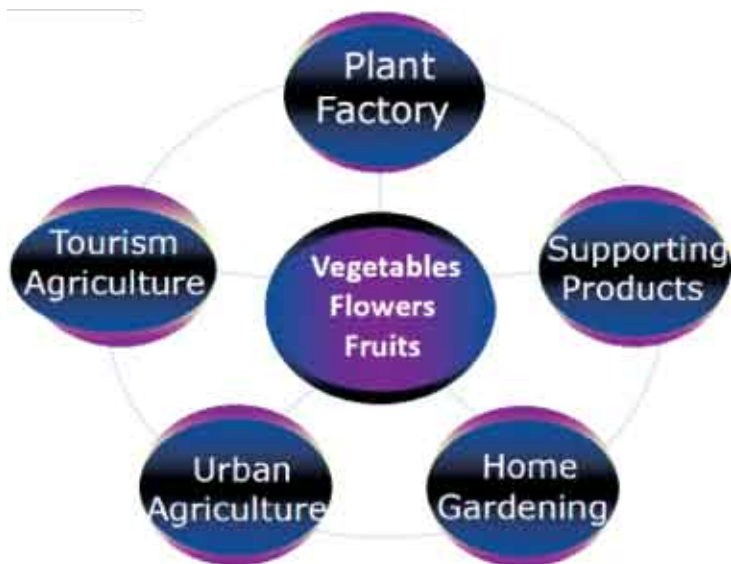 Plant
Factory
Tourism
Agriculture
Vegetables
Flowers
Fruits
Supporting
Products
Urban
Agriculture
Home
Gardening